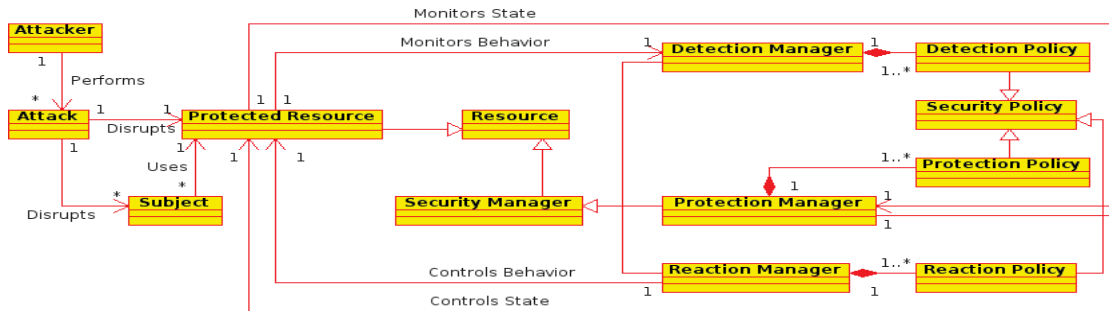 Monitors State
Attacker
Monitors Behavior
1
Detection Manager
1
Detection Policy
1
1..*
Performs
*
1
1
Security Policy
Attack
1
1
Protected Resource
Resource
Disrupts
1
1
1
1
Uses
1..*
Protection Policy
*
*
1
1
Subject
Security Manager
Protection Manager
Disrupts
1
Controls Behavior
Reaction Manager
1..*
Reaction Policy
1
1
Controls State